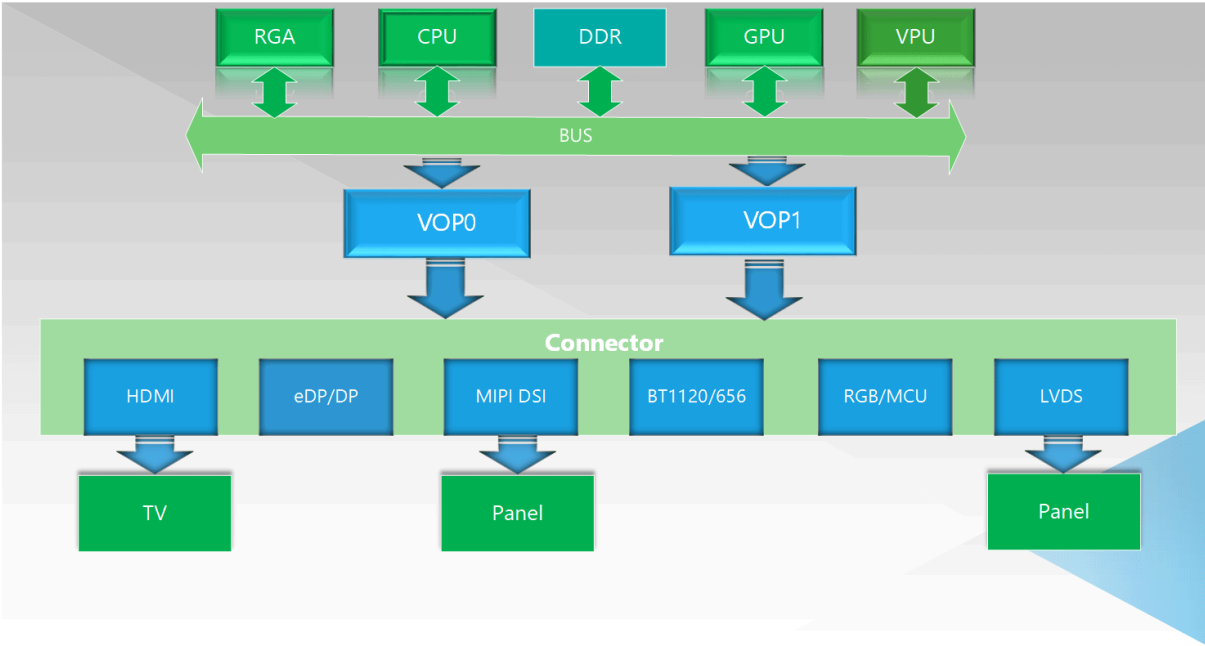 RGA
CPU
DDR
GPU
VPU
BUS
VOP0
VOP1
Connector
HDMI
eDP/DP
MIPI DSI
BT1120/656
RGB/MCU
LVDS
TV
Panel
Panel